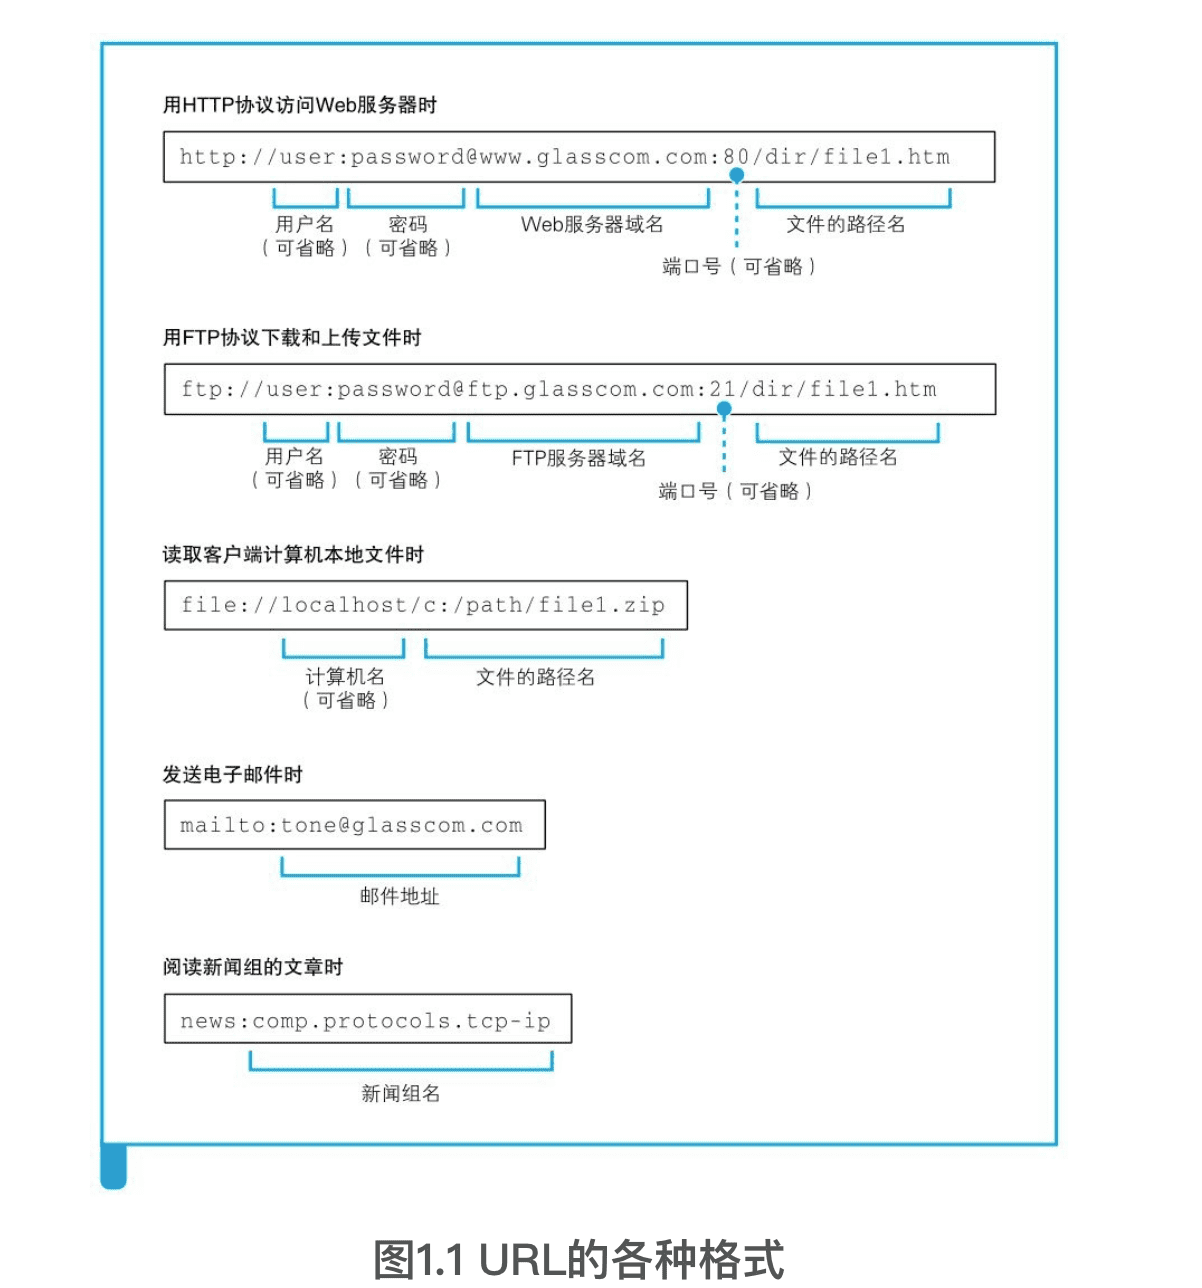 用HTTP协议访问Web服务器时
http://user:password@www.glasscom.com:80/dir/file1.htm
用户名 密码 Web服务器域名 文件的路径名
（可省略）（可省略）
端口号（可省略）
用FTP协议下载和上传文件时
ftp://user:password@ftp.glasscom.com:21/dir/file1.htm
用户名 密码 FTP服务器域名 文件的路径名
（可省略）（可省略）
端口号（可省略）
读取客户端计算机本地文件时
file://localhost/c:/path/file1.zip
计算机名 文件的路径名
（可省略）
发送电子邮件时
mailto:tone@glasscom.com
邮件地址
阅读新闻组的文章时
news:comp.protocols.tcp-ip
新闻组名
图1.1 URL的各种格式